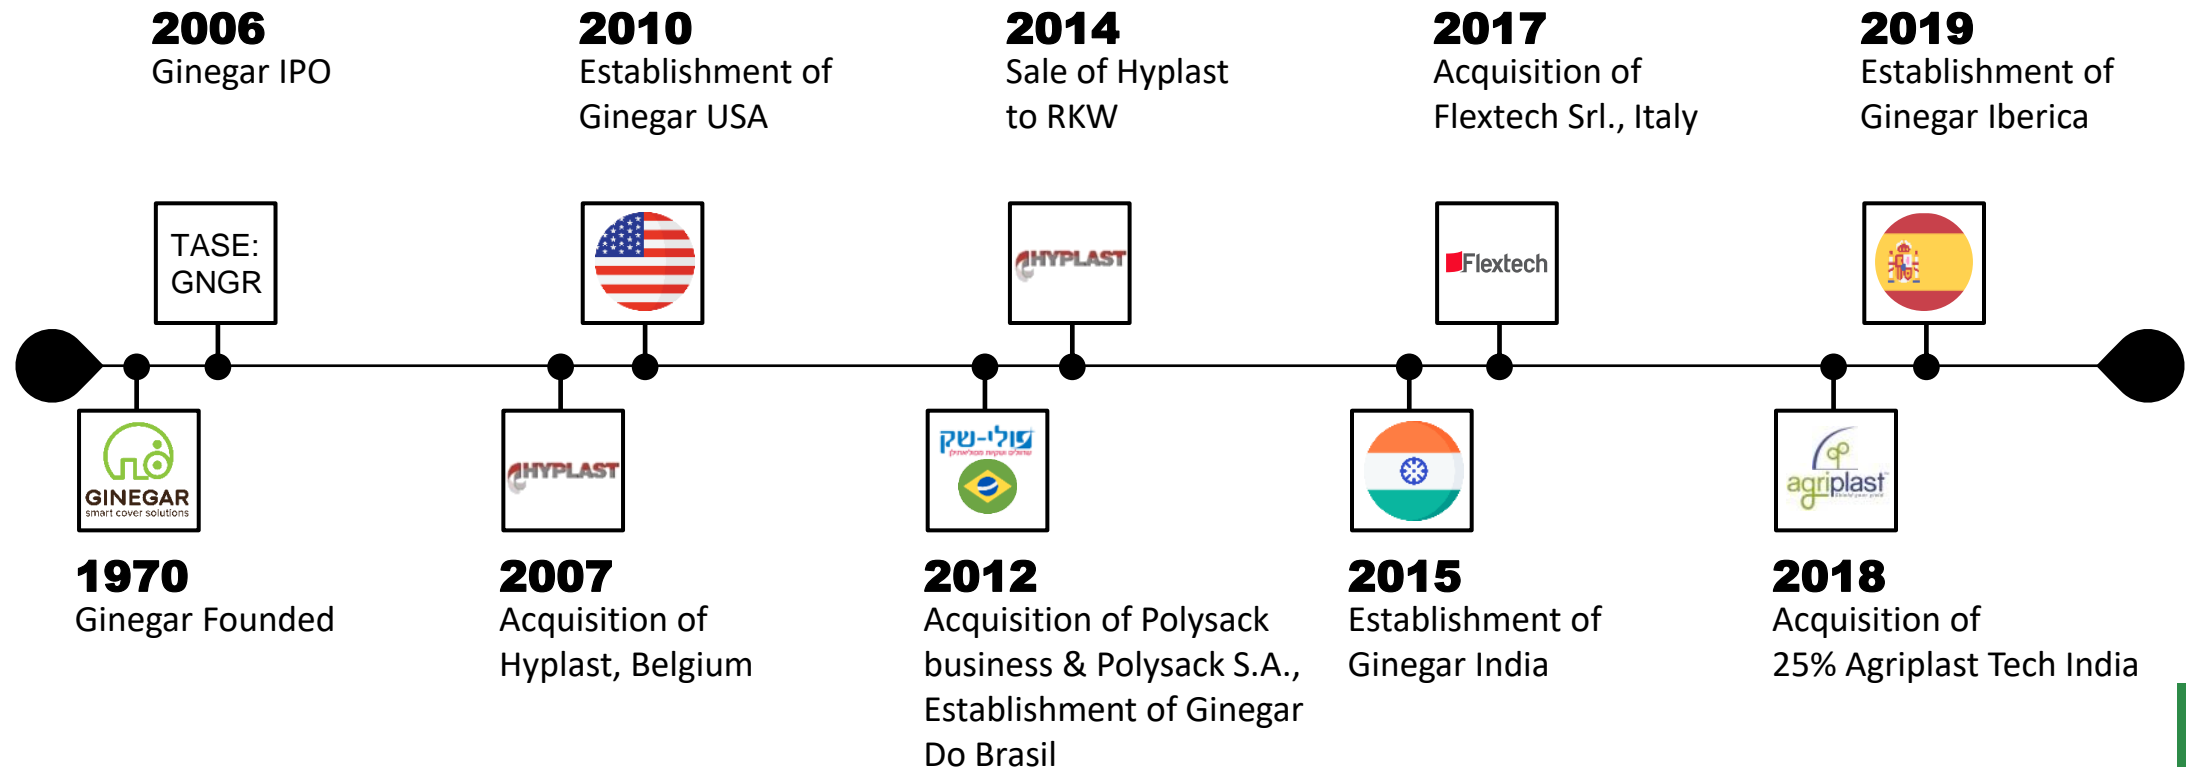 2006
Ginegar IPO
2010
Establishment of
Ginegar USA
2014
Sale of Hyplast
to RKW
2017
Acquisition of
Flextech Srl., Italy
2019
Establishment of
Ginegar Iberica
TASE:
GNGR
HYPLAST
Flextech
GINEGAR
smart cover solutions
HYPLAST
פולי-שק
שרוולים ושקיות מפוליאתילן
agriplast
1970
Ginegar Founded
2007
Acquisition of
Hyplast, Belgium
2012
Acquisition of Polysack
business & Polysack S.A.,
Establishment of Ginegar
Do Brasil
2015
Establishment of
Ginegar India
2018
Acquisition of
25% Agriplast Tech India